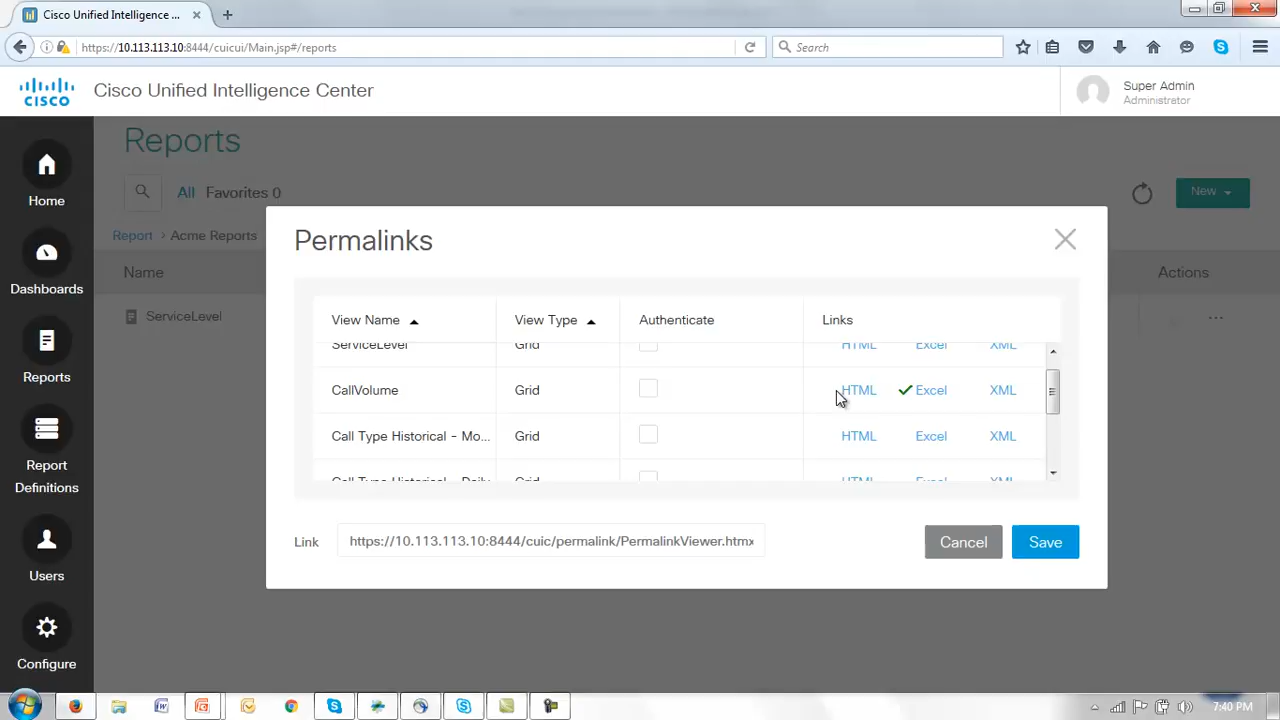 Cisco Unified Intelligence ...
https://10.113.113.10:8444/cuicui/Main.jsp#/reports
Search
CISCO
Cisco Unified Intelligence Center
Super Admin
Administrator
Home
Dashboards
Reports
Report
Definitions
Users
Configure
Reports
All Favorites 0
New
Report > Acme Reports
Name
Actions
ServiceLevel
...
Permalinks
View Name
View Type
Authenticate
Links
ServiceLevel Grid HTML Excel XML
CallVolume Grid HTML Excel XML
Call Type Historical - Mo... Grid HTML Excel XML
Call Type Historical - Daily Grid HTML Excel XML
Link
https://10.113.113.10:8444/cuic/permalink/PermalinkViewer.htmx
Cancel
Save
7:40 PM